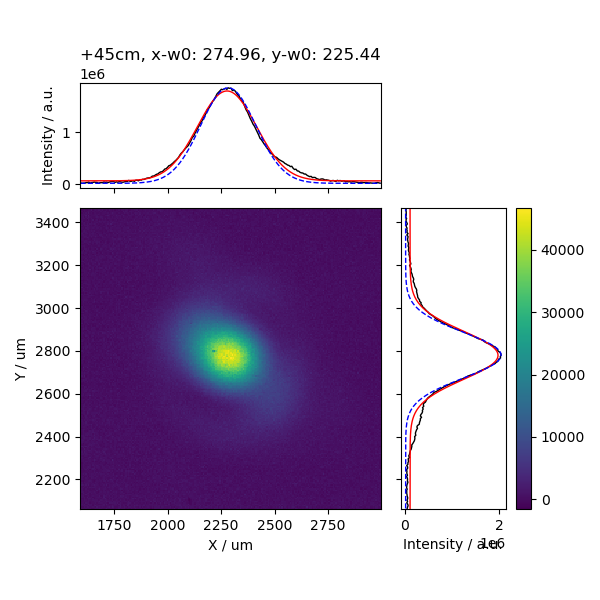 +45cm, x-w0: 274.96, y-w0: 225.44
1e6
Intensity / a.u.
1
0
3400
3200
3000
2800
2600
2400
2200
Y / um
1750 2000 2250 2500 2750
X / um
0 2
Intensity / a.u.
1e6
40000
30000
20000
10000
0